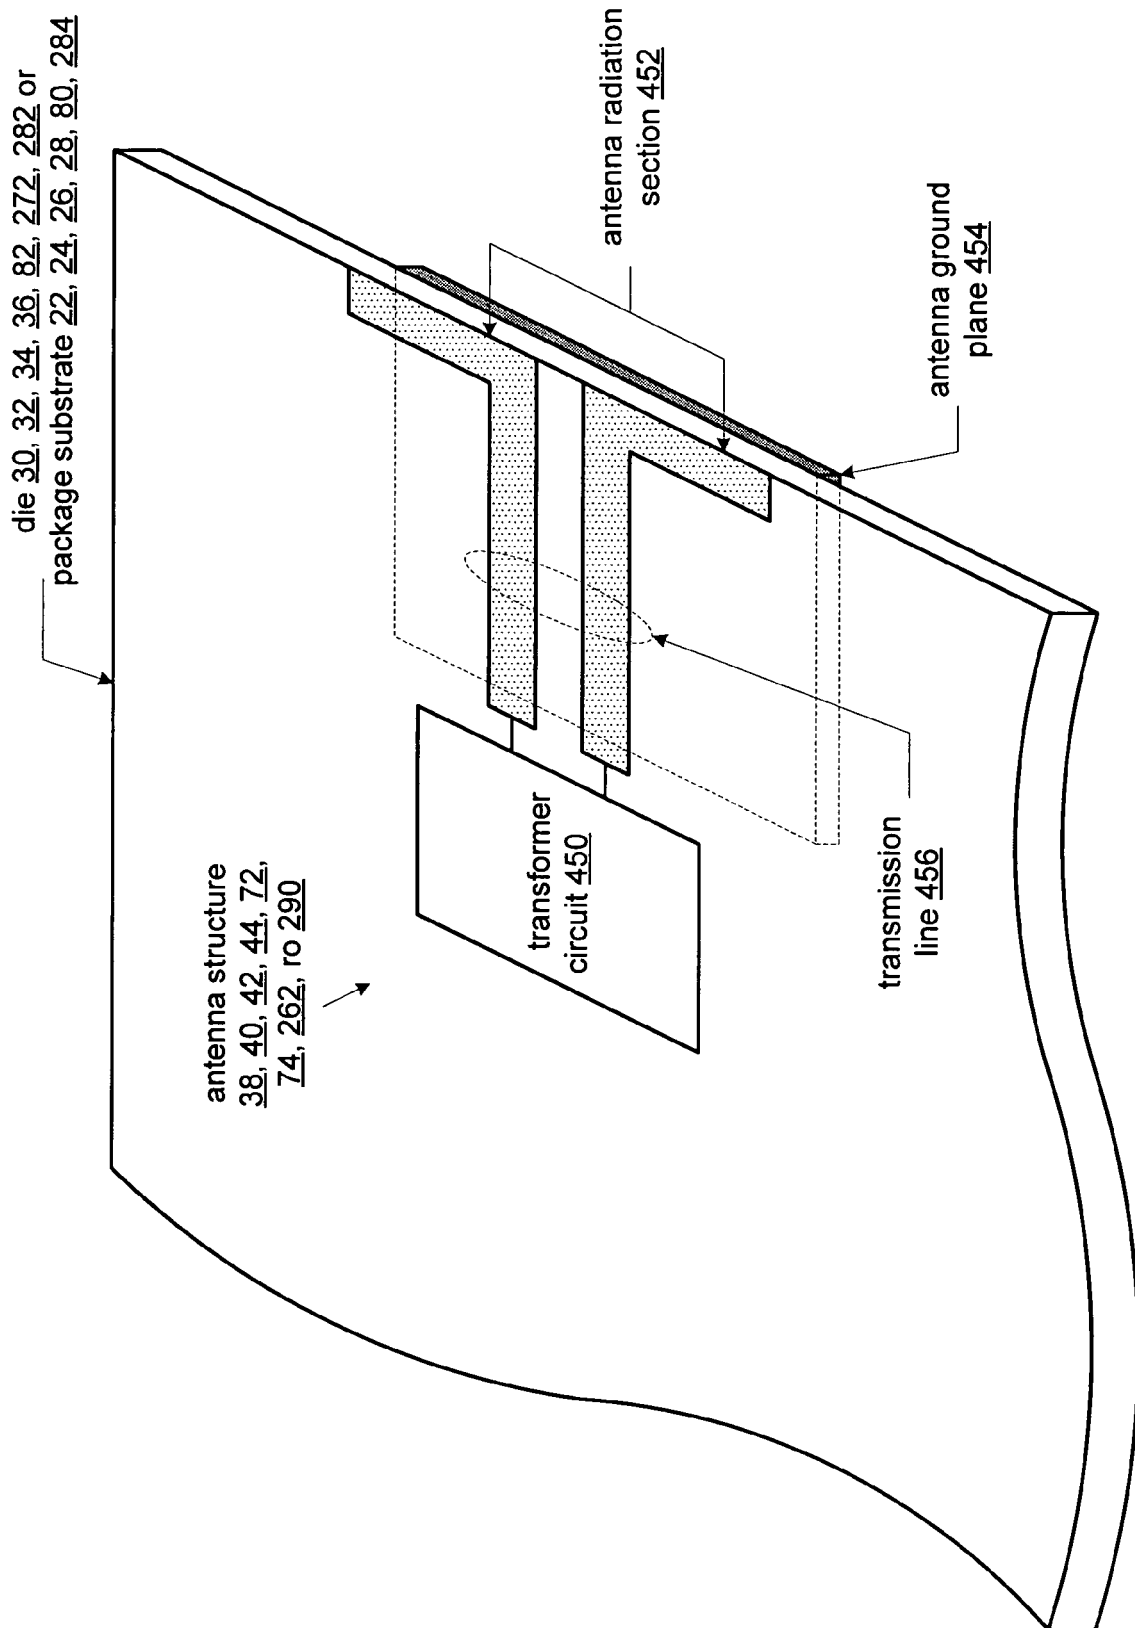 die 30, 32, 34, 36, 82, 272, 282 or
package substrate 22, 24, 26, 28, 80, 284
antenna structure
38, 40, 42, 44, 72,
74, 262, ro 290
transformer
circuit 450
antenna radiation
section 452
antenna ground
plane 454
transmission
line 456